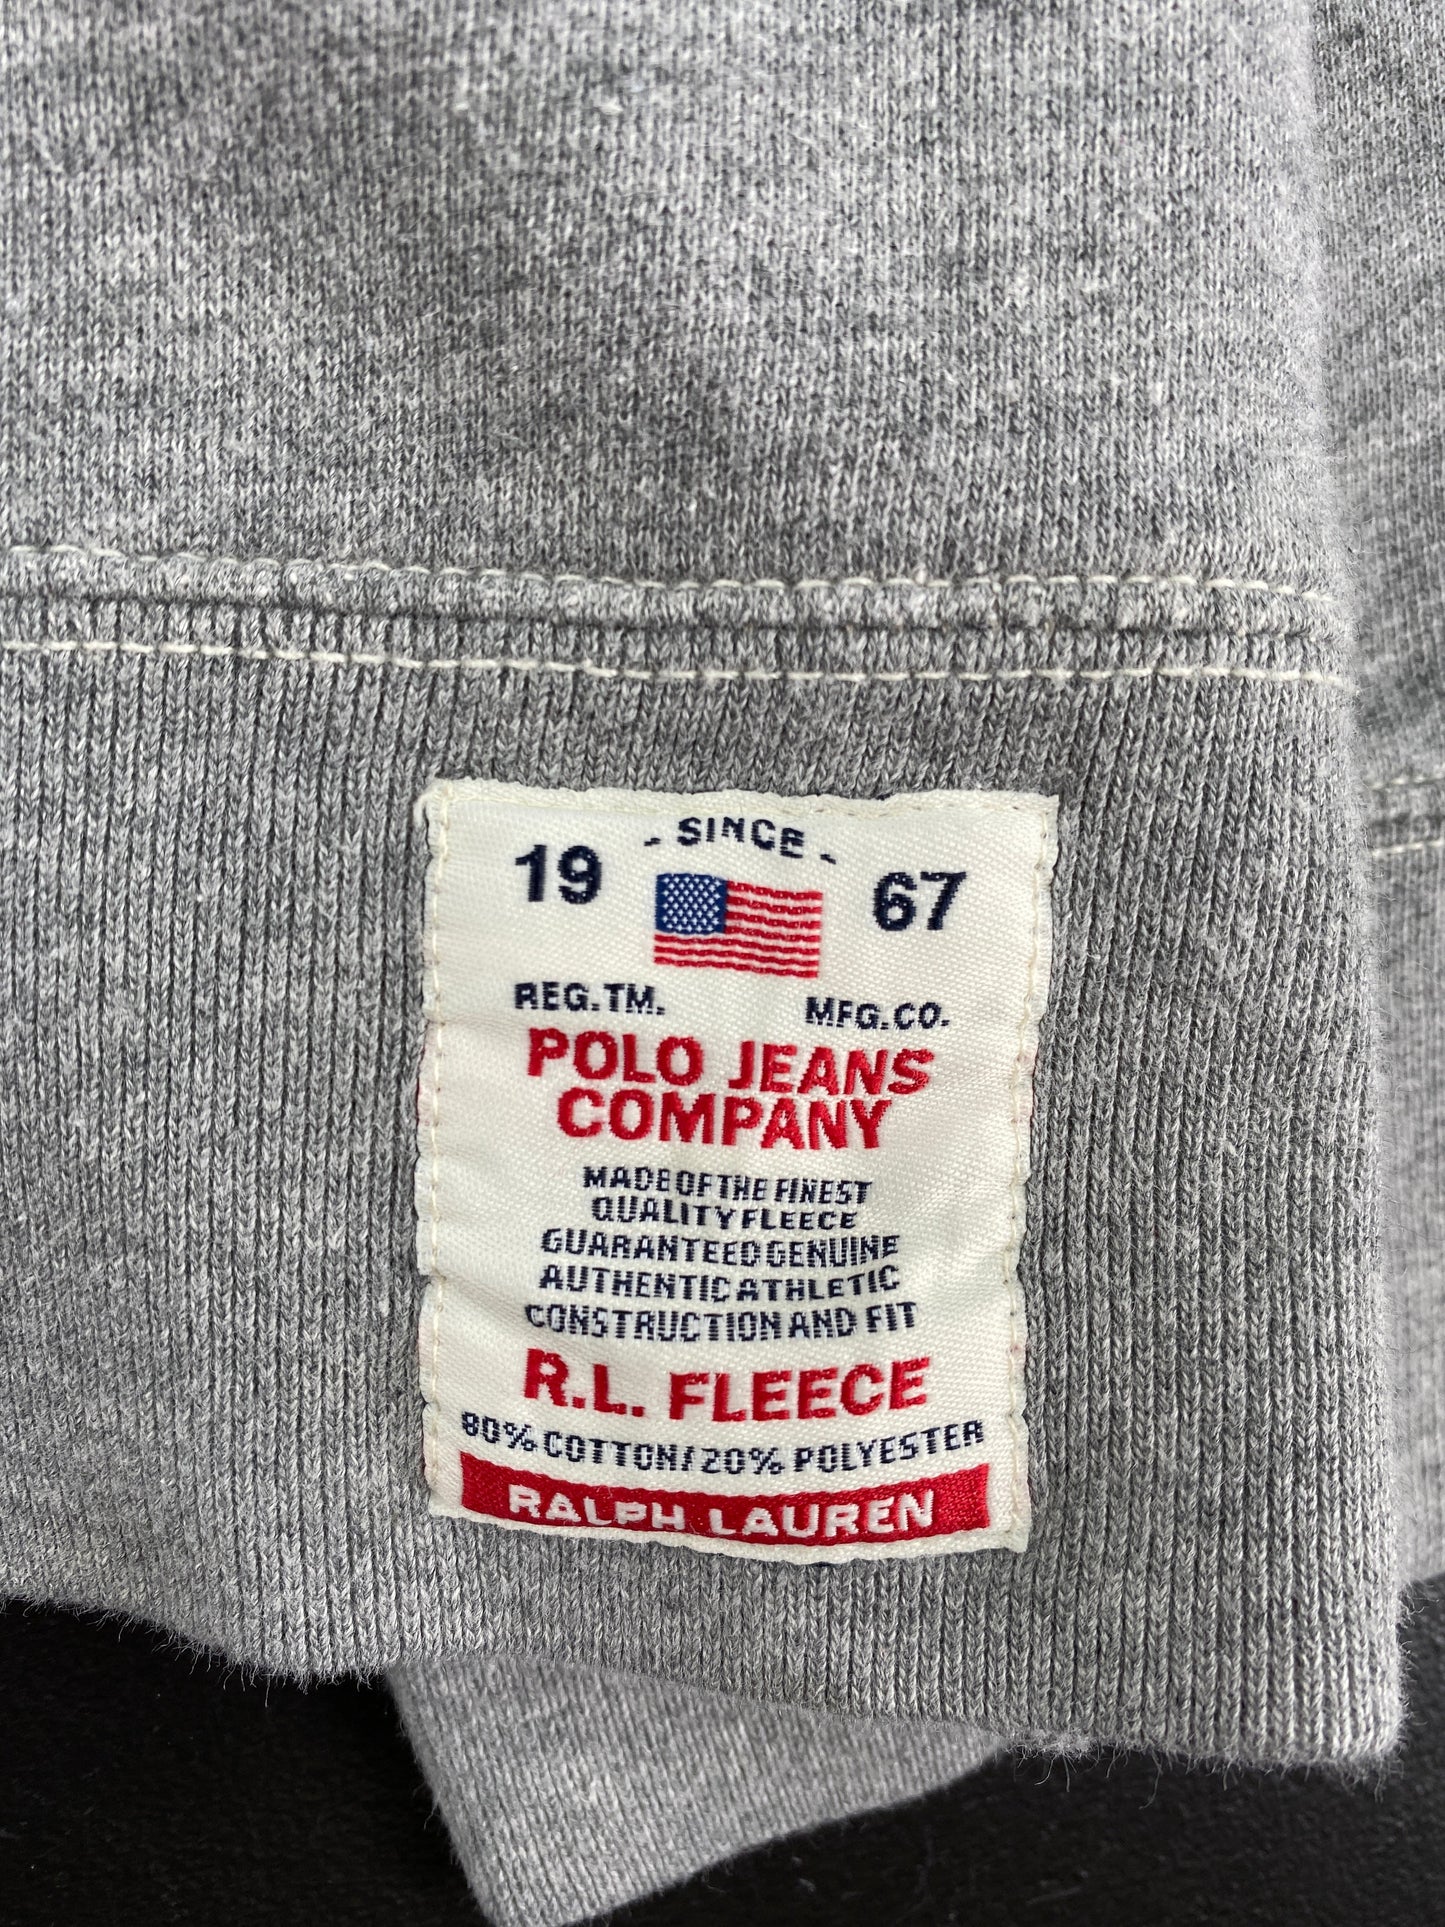 - SINCE -
19 67
REG.TM. MFG.CO.
POLO JEANS
COMPANY
MADE OF THE FINEST
QUALITY FLEECE
GUARANTEED GENUINE
AUTHENTIC ATHLETIC
CONSTRUCTION AND FIT
R.L. FLEECE
80% COTTON/20% POLYESTER
RALPH LAUREN